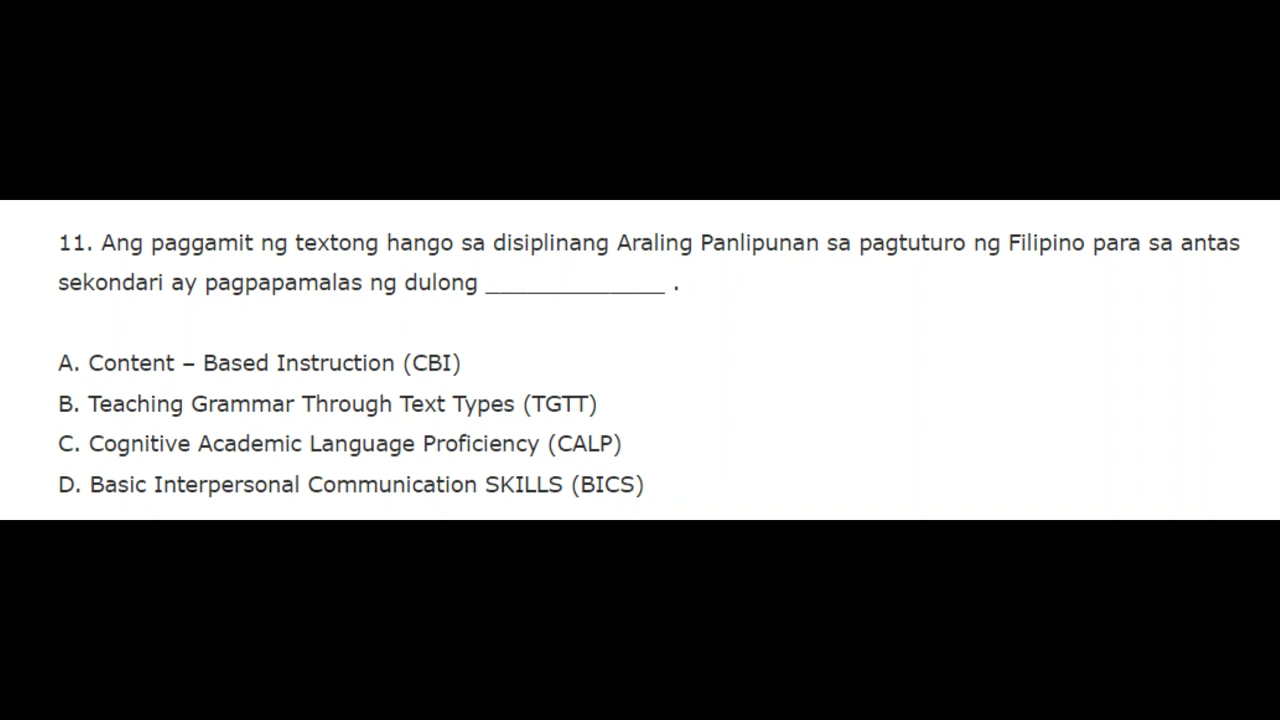 11. Ang paggamit ng textong hango sa disiplinang Araling Panlipunan sa pagtuturo ng Filipino para sa antas
sekondari ay pagpapamalas ng dulong _____________ .
A. Content – Based Instruction (CBI)
B. Teaching Grammar Through Text Types (TGTT)
C. Cognitive Academic Language Proficiency (CALP)
D. Basic Interpersonal Communication SKILLS (BICS)